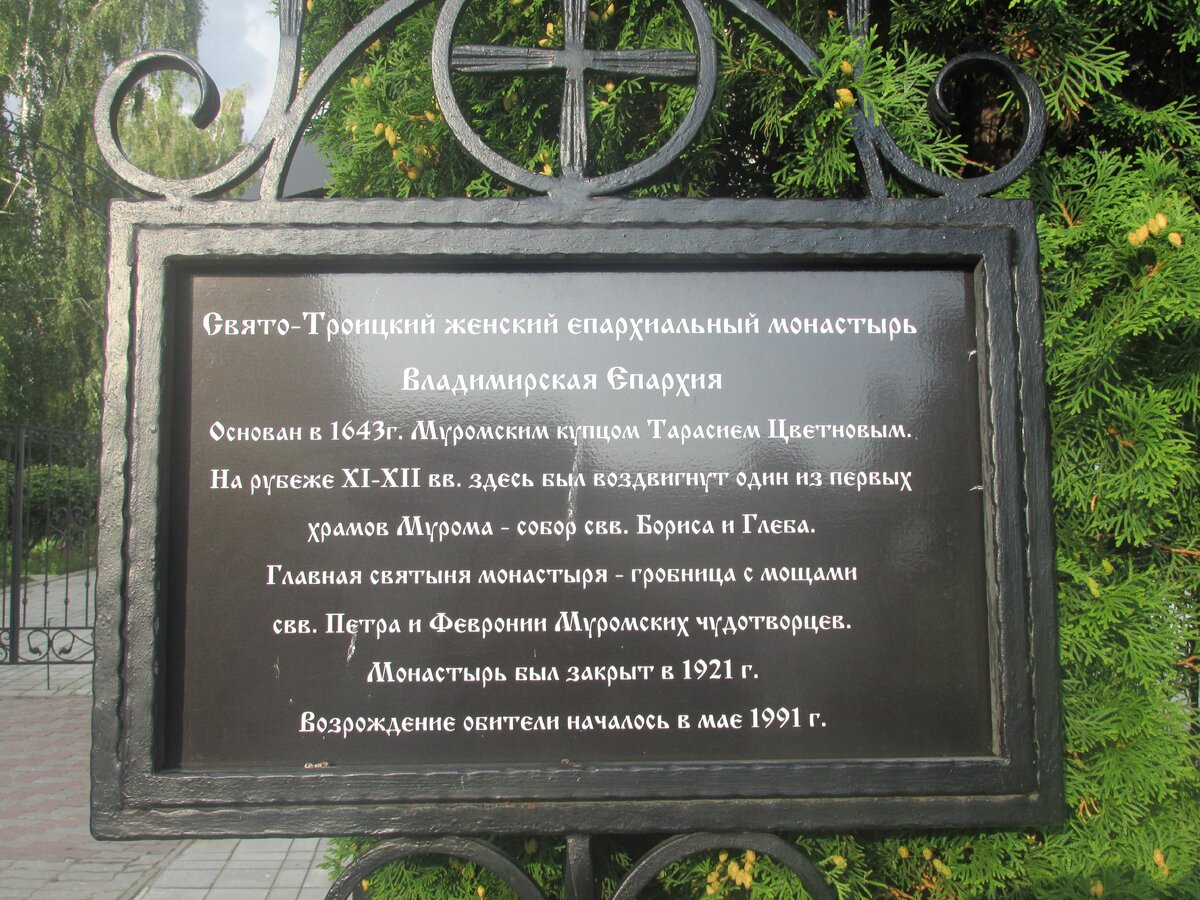 Свято-Троицкий женский епархиальный монастырь
Владимирская Епархия
Основан в 1643г. Муромским купцом Тарасием Цветновым.
На рубеже XI-XII вв. здесь был воздвигнут один из первых
храмов Мурома - собор свв. Бориса и Глеба.
Главная святыня монастыря - гробница с мощами
свв. Петра и Февронии Муромских чудотворцев.
Монастырь был закрыт в 1921 г.
Возрождение обители началось в мае 1991 г.